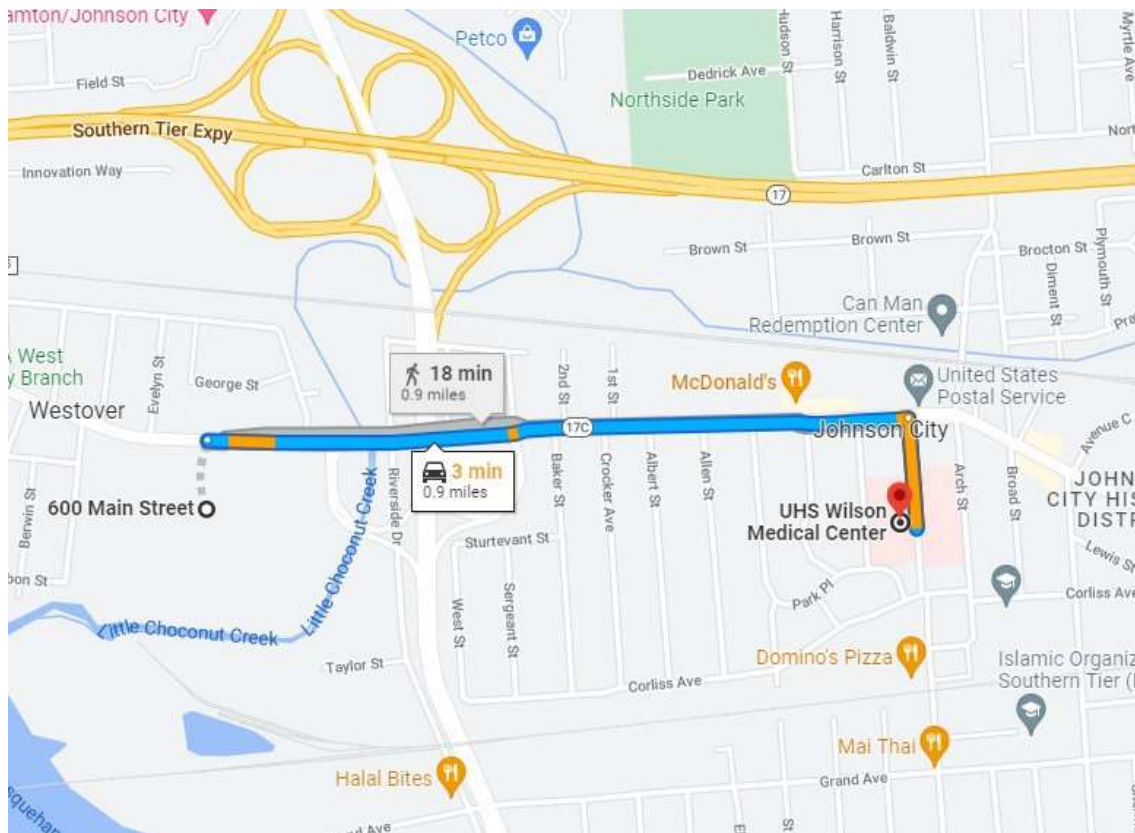 amton/Johnson City
Petco
Hudson St
Harrison St
Baldwin St
Myrtle Ave
Field St
Dedrick Ave
Northside Park
Southern Tier Expy
Innovation Way
Carlton St
17
Brown St
Brown St
Brocton St
Plymouth St
Diment St
Can Man
Redemption Center
West
Branch
Evelyn St
George St
Westover
18 min
0.9 miles
2nd St
1st St
McDonald's
United States
Postal Service
17C
Johnson City
Avenue C
3 min
0.9 miles
600 Main Street
Berwin St
Riverside Dr
Baker St
Crocker Ave
Albert St
Allen St
UHS Wilson
Medical Center
Arch St
Broad St
JOHN
CITY HIS
DISTR
Lewis St
Sturtevant St
Little Choconut Creek
Little Choconut Creek
West St
Sergeant St
Park Pl
Corliss Ave
Taylor St
Corliss Ave
Domino's Pizza
Islamic Organiz
Southern Tier (
Mai Thai
Halal Bites
Grand Ave
squehan
nd Ave
St